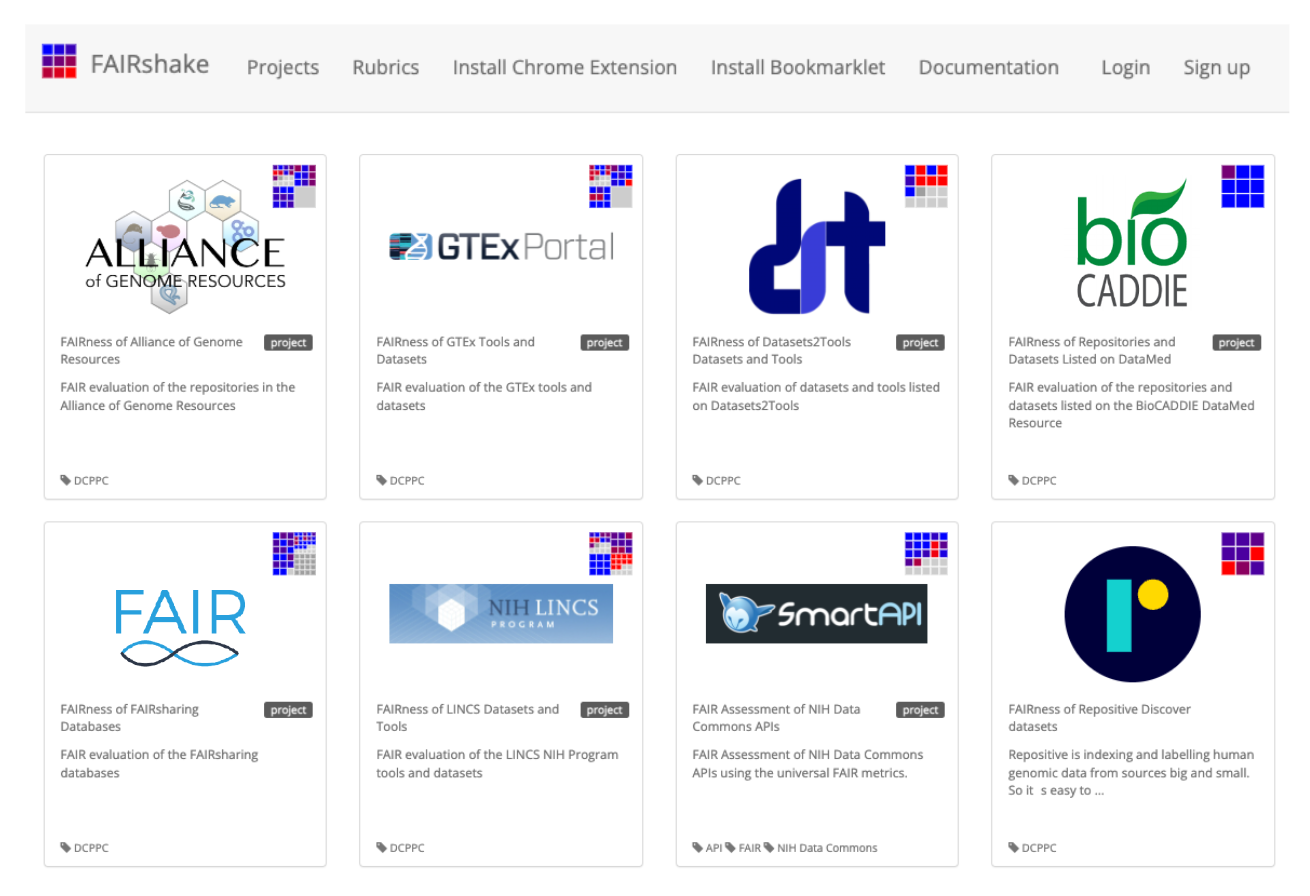 FAIRshake Projects Rubrics Install Chrome Extension Install Bookmarklet Documentation Login Sign up
ALLIANCE
of GENOME RESOURCES
FAIRness of Alliance of Genome
Resources
project
FAIR evaluation of the repositories in the
Alliance of Genome Resources
DCPPC
GTEx Portal
FAIRness of GTEx Tools and
Datasets
project
FAIR evaluation of the GTEx tools and
datasets
DCPPC
FAIRness of Datasets2Tools
Datasets and Tools
project
FAIR evaluation of datasets and tools listed
on Datasets2Tools
DCPPC
bio
CADDIE
FAIRness of Repositories and
Datasets Listed on DataMed
project
FAIR evaluation of the repositories and
datasets listed on the BioCADDIE DataMed
Resource
DCPPC
FAIR
FAIRness of FAIRsharing
Databases
project
FAIR evaluation of the FAIRsharing
databases
DCPPC
NIH LINCS
PROGRAM
FAIRness of LINCS Datasets and
Tools
project
FAIR evaluation of the LINCS NIH Program
tools and datasets
DCPPC
SmartAPI
FAIR Assessment of NIH Data
Commons APIs
project
FAIR Assessment of NIH Data Commons
APIs using the universal FAIR metrics.
API FAIR NIH Data Commons
FAIRness of Repositive Discover
datasets
Repositive is indexing and labelling human
genomic data from sources big and small.
So it s easy to ...
DCPPC